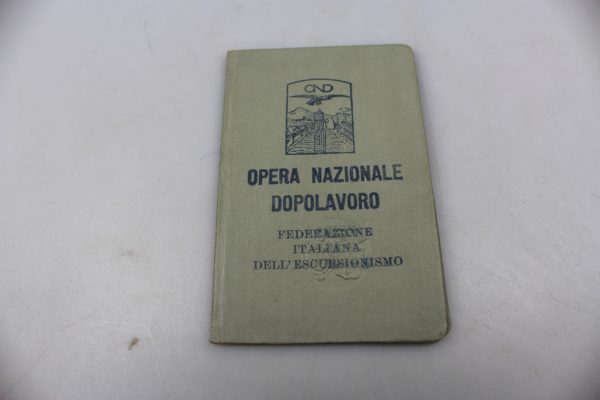 OND
OPERA NAZIONALE
DOPOLAVORO
FEDERAZIONE
ITALIANA
DELL'ESCURSIONISMO